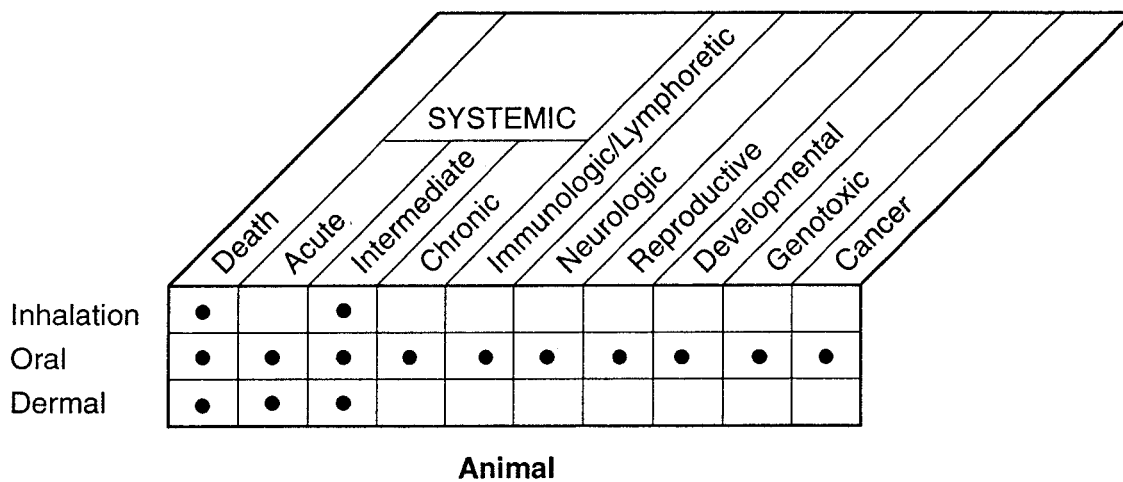 SYSTEMIC
Death
Acute
Intermediate
Chronic
Immunologic/Lymphoretic
Neurologic
Reproductive
Developmental
Genotoxic
Cancer
Inhalation
Oral
Dermal
Animal